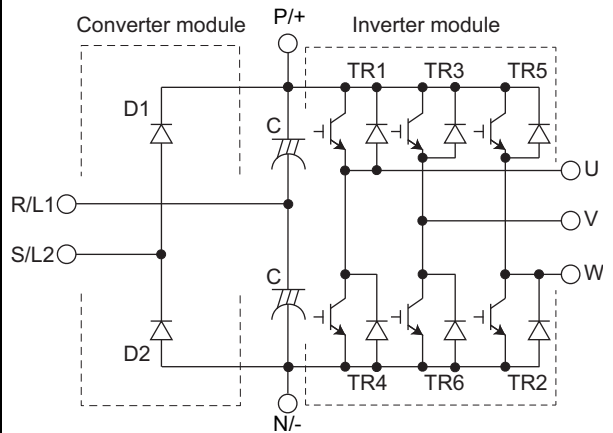 P/+
Converter module
Inverter module
TR1
TR3
TR5
D1
C
U
R/L1
V
S/L2
W
C
D2
TR4
TR6
TR2
N/-